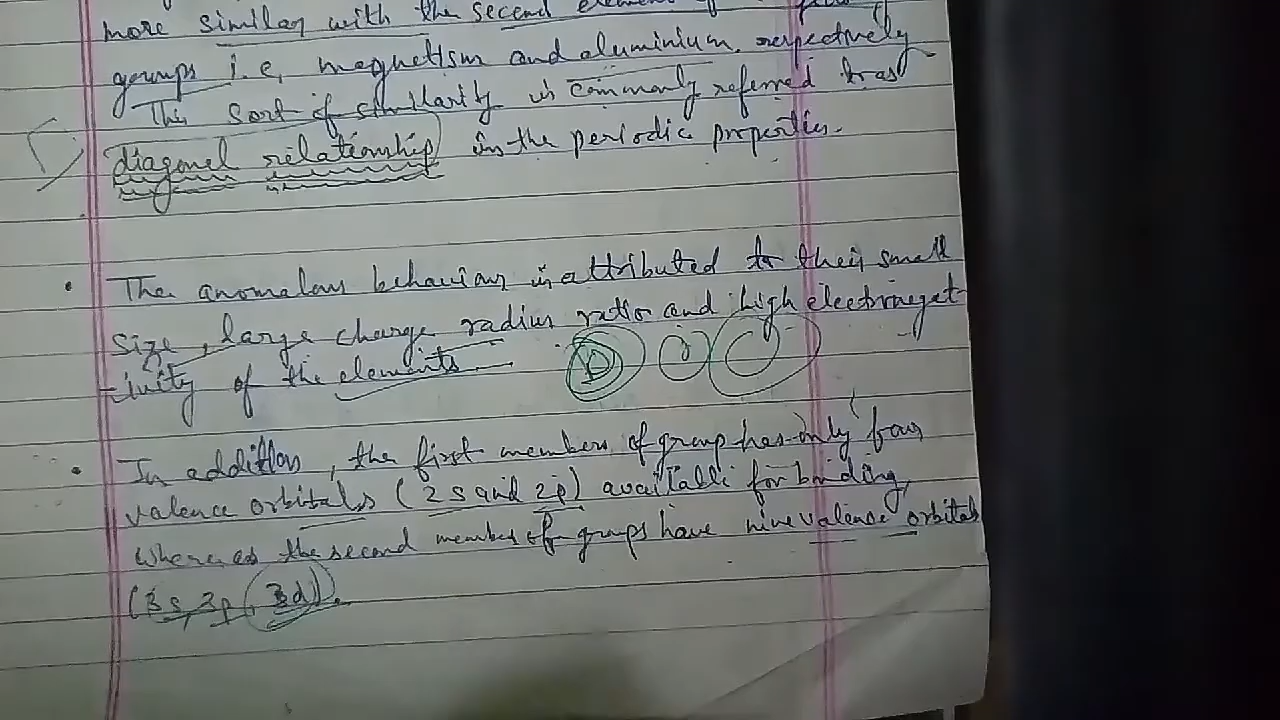 more similar with the second element of
groups i.e, magnetism and aluminium, respectively
This sort of similarity is commonly referred to as
diagonel relationship in the periodic properties.
• The anomalous behaviour is attributed to their small
size, large charge radius ratio and high electronegat
-ivity of the elements.
• In addition, the first members of group has only four
valence orbitals (2s and 2p) available for bonding,
Whereas the second member of groups have nine valence orbitals
(3s, 3p, 3d).